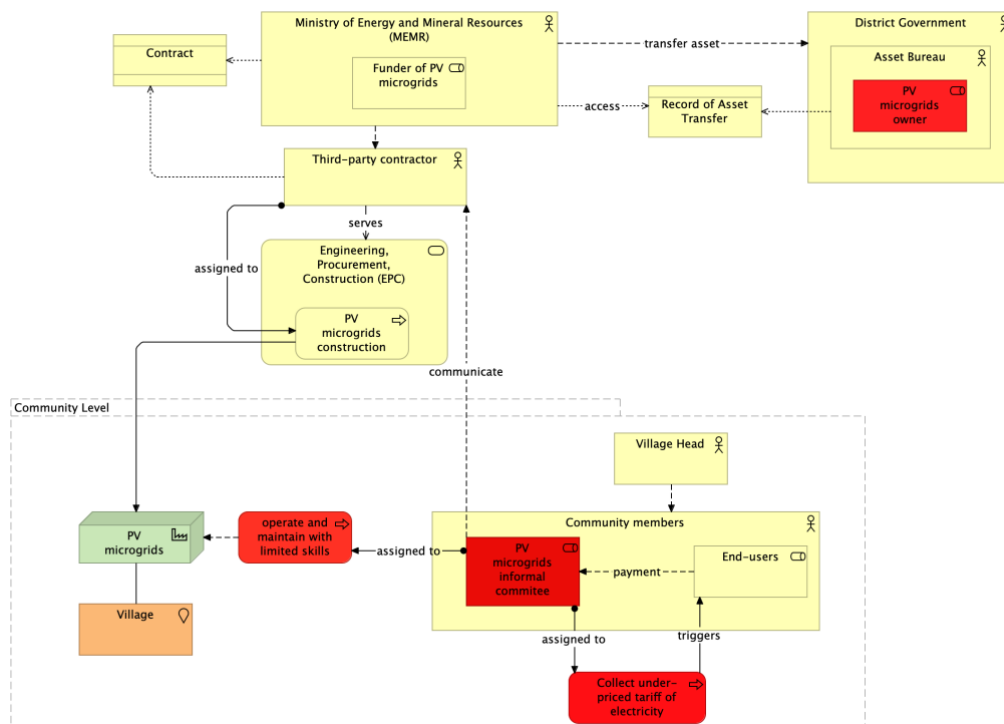 Ministry of Energy and Mineral Resources
(MEMR)
District Government
Contract
transfer asset
Asset Bureau
Funder of PV
microgrids
PV
microgrids
owner
access
Record of Asset
Transfer
Third-party contractor
serves
Engineering,
Procurement,
Construction (EPC)
assigned to
PV
microgrids
construction
communicate
Community Level
Village Head
PV
microgrids
operate and
maintain with
limited skills
assigned to
Community members
PV
microgrids
informal
commitee
payment
End-users
Village
assigned to
triggers
Collect under-
priced tariff of
electricity